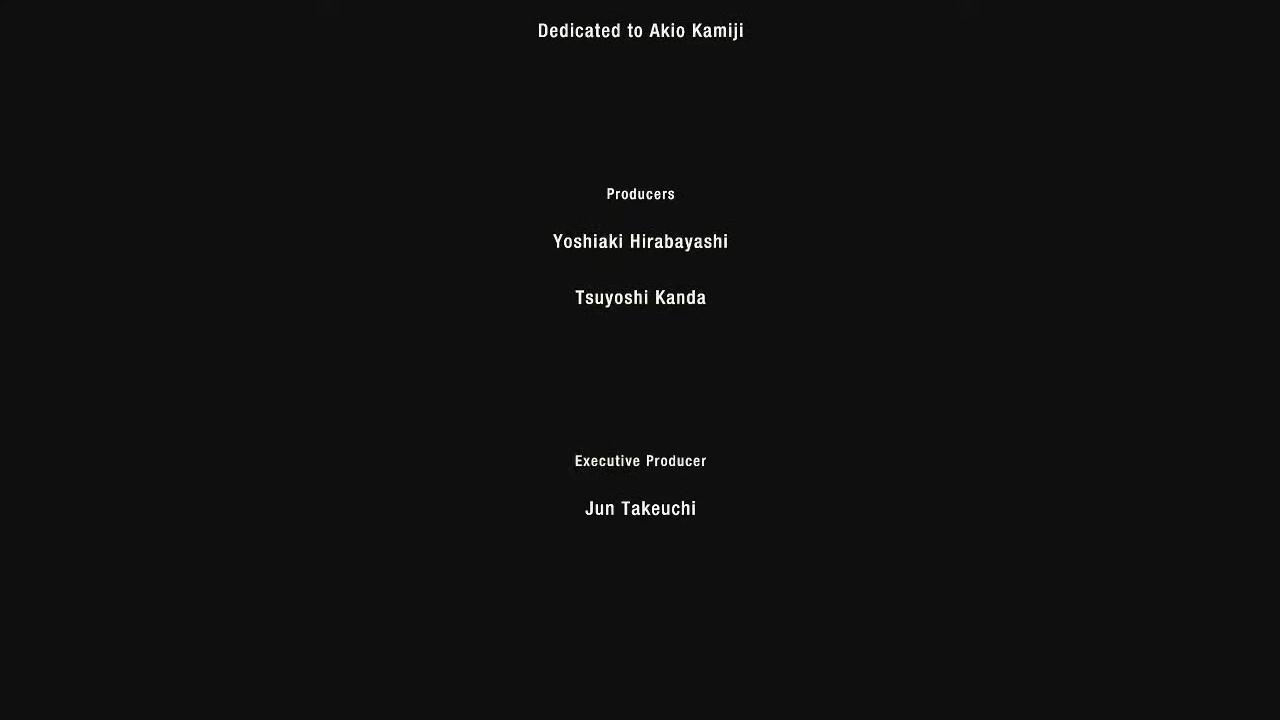 Dedicated to Akio Kamiji
Producers
Yoshiaki Hirabayashi
Tsuyoshi Kanda
Executive Producer
Jun Takeuchi